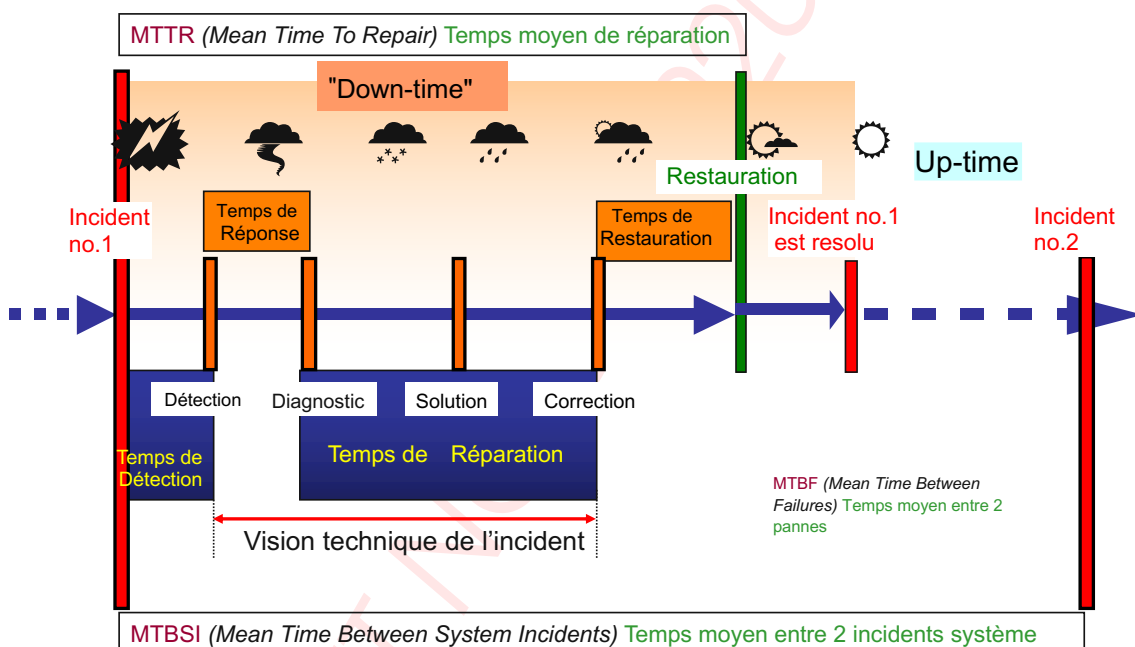 MTTR (Mean Time To Repair) Temps moyen de réparation
"Down-time"
Up-time
Restauration
Incident
no.1
Temps de
Réponse
Temps de
Restauration
Incident no.1
est resolu
Incident
no.2
Détection
Diagnostic
Solution
Correction
Temps de
Détection
Temps de Réparation
MTBF (Mean Time Between
Failures) Temps moyen entre 2
pannes
Vision technique de l'incident
MTBSI (Mean Time Between System Incidents) Temps moyen entre 2 incidents système